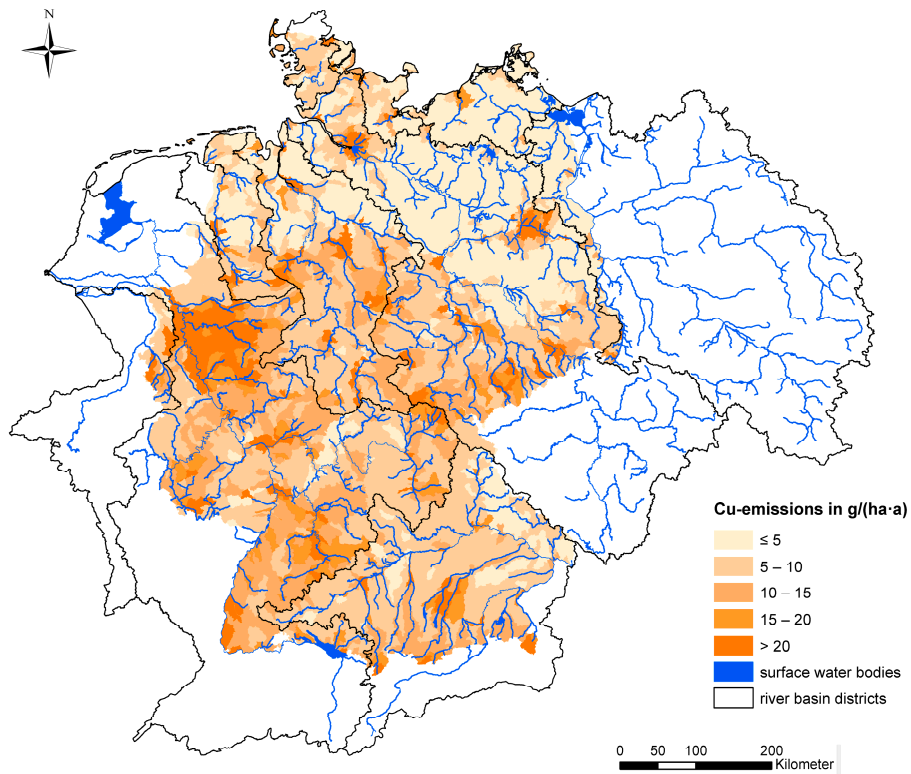 N
Cu-emissions in g/(ha·a)
≤ 5
5 – 10
10 – 15
15 – 20
> 20
surface water bodies
river basin districts
0 50 100 200
Kilometer